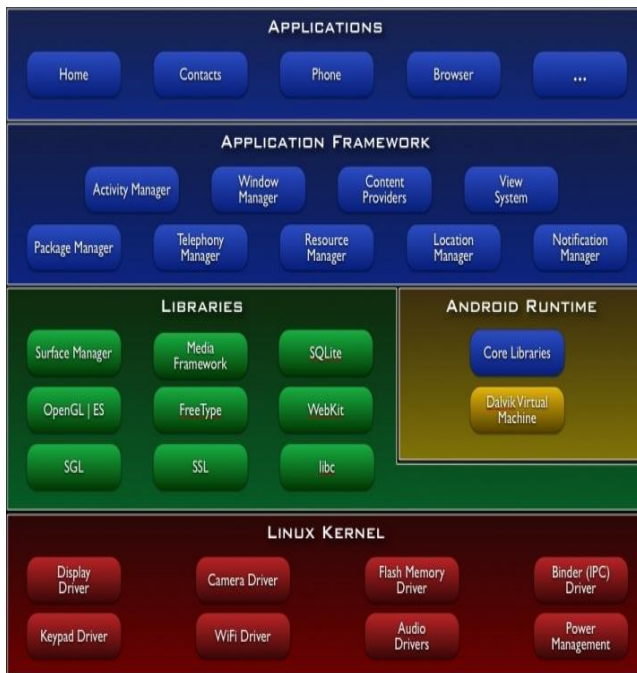 APPLICATIONS
Home
Contacts
Phone
Browser
...
APPLICATION FRAMEWORK
Activity Manager
Window
Manager
Content
Providers
View
System
Package Manager
Telephony
Manager
Resource
Manager
Location
Manager
Notification
Manager
LIBRARIES
Surface Manager
Media
Framework
SQLite
OpenGL | ES
FreeType
WebKit
SGL
SSL
libc
ANDROID RUNTIME
Core Libraries
Dalvik Virtual
Machine
LINUX KERNEL
Display
Driver
Camera Driver
Flash Memory
Driver
Binder (IPC)
Driver
Keypad Driver
WiFi Driver
Audio
Drivers
Power
Management